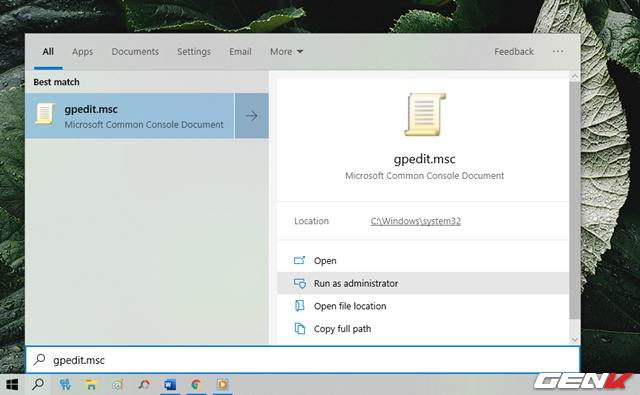 All Apps Documents Settings Email More Feedback ...
Best match
gpedit.msc
Microsoft Common Console Document
gpedit.msc
Microsoft Common Console Document
Location C:\Windows\system32
Open
Run as administrator
Open file location
Copy full path
gpedit.msc
GENK